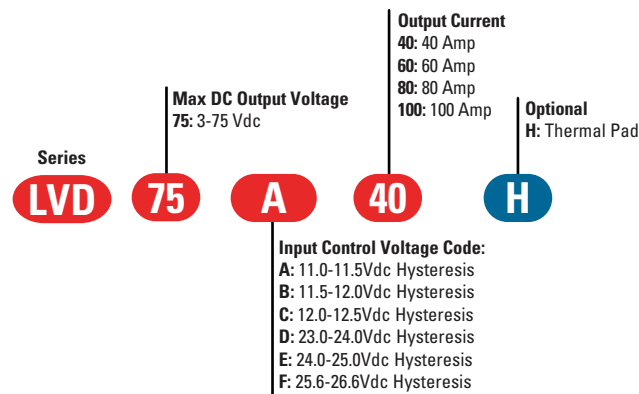 Output Current
40: 40 Amp
60: 60 Amp
80: 80 Amp
100: 100 Amp
Max DC Output Voltage
75: 3-75 Vdc
Optional
H: Thermal Pad
Series
LVD 75 A 40 H
Input Control Voltage Code:
A: 11.0-11.5Vdc Hysteresis
B: 11.5-12.0Vdc Hysteresis
C: 12.0-12.5Vdc Hysteresis
D: 23.0-24.0Vdc Hysteresis
E: 24.0-25.0Vdc Hysteresis
F: 25.6-26.6Vdc Hysteresis